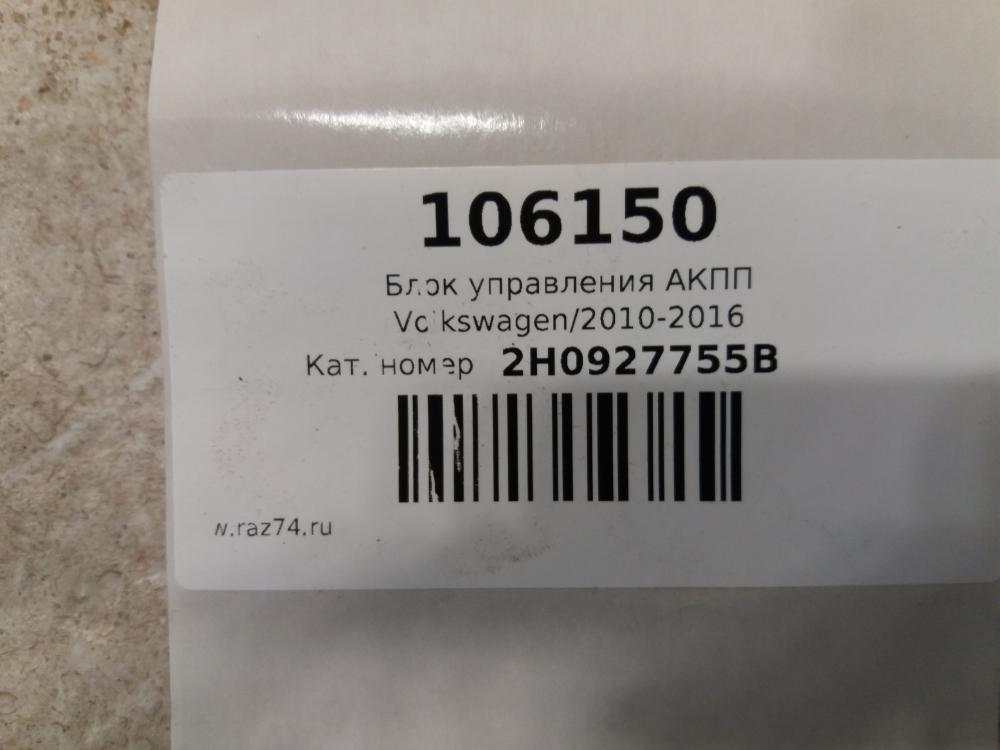 106150
Блок управления АКПП
Volkswagen/2010-2016
Кат. номер 2H0927755B
w.raz74.ru